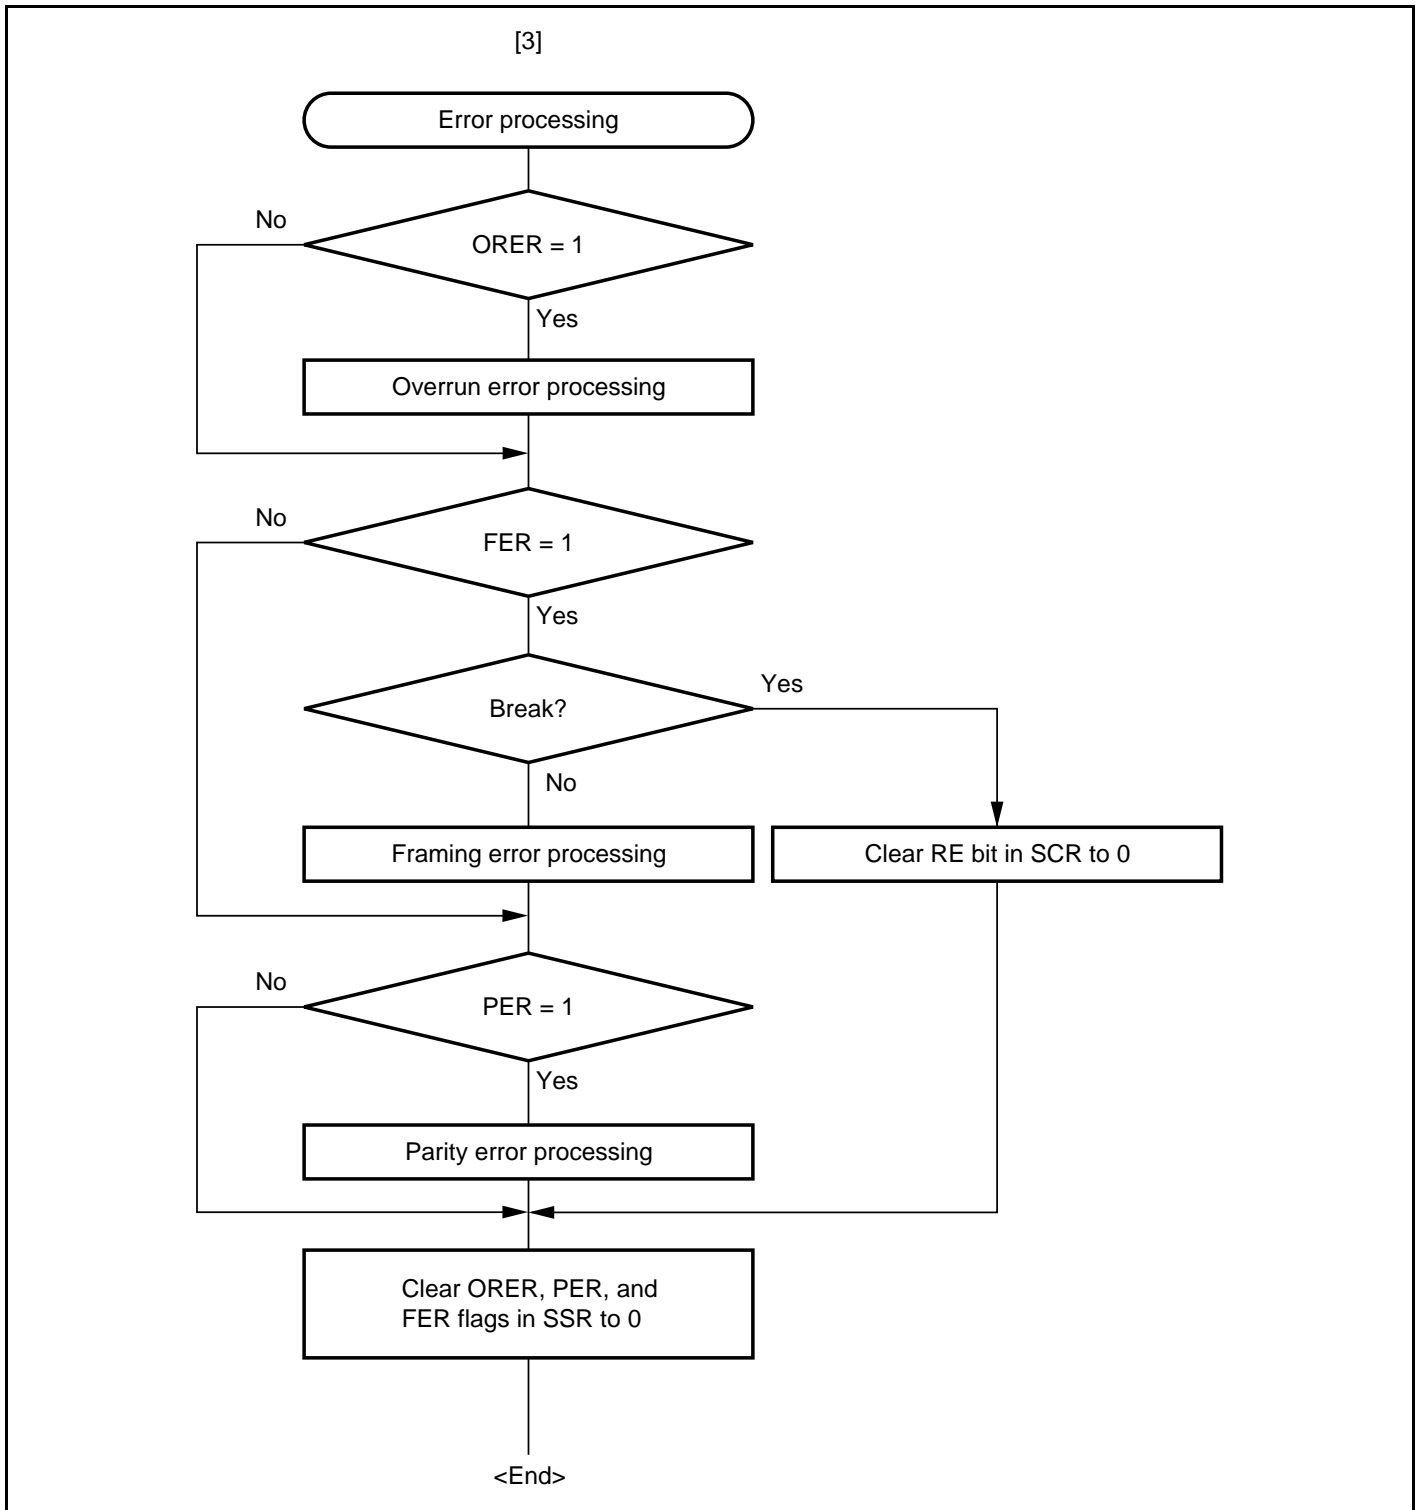 [3]
Error processing
No
ORER = 1
Yes
Overrun error processing
No
FER = 1
Yes
Break?
Yes
No
Framing error processing
Clear RE bit in SCR to 0
No
PER = 1
Yes
Parity error processing
Clear ORER, PER, and
FER flags in SSR to 0
<End>